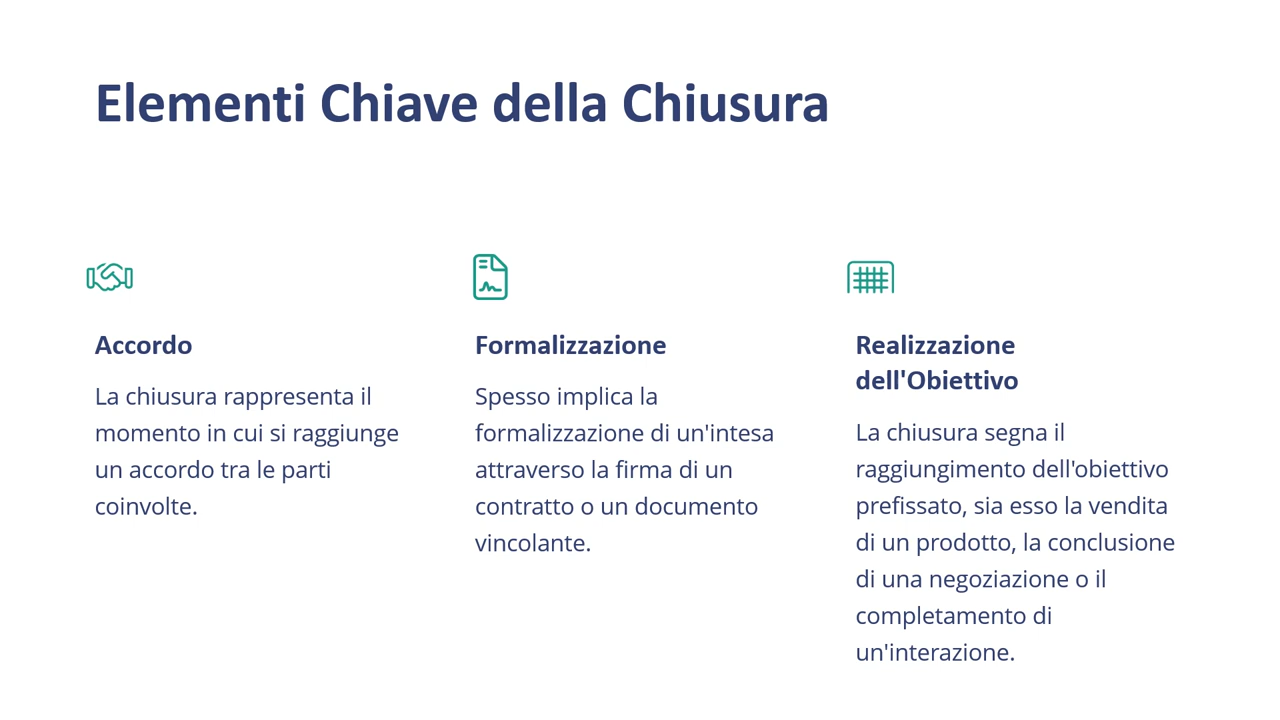 Elementi Chiave della Chiusura
Accordo
La chiusura rappresenta il
momento in cui si raggiunge
un accordo tra le parti
coinvolte.
Formalizzazione
Spesso implica la
formalizzazione di un'intesa
attraverso la firma di un
contratto o un documento
vincolante.
Realizzazione
dell'Obiettivo
La chiusura segna il
raggiungimento dell'obiettivo
prefissato, sia esso la vendita
di un prodotto, la conclusione
di una negoziazione o il
completamento di
un'interazione.